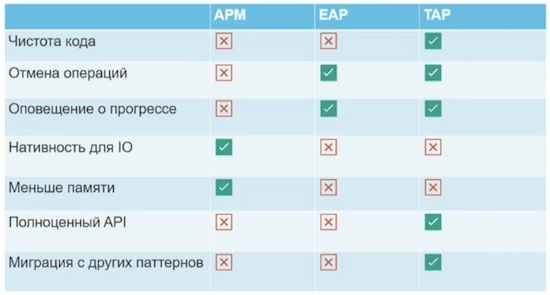 APM EAP TAP
Чистота кода
Отмена операций
Оповещение о прогрессе
Нативность для IO
Меньше памяти
Полноценный API
Миграция с других паттернов